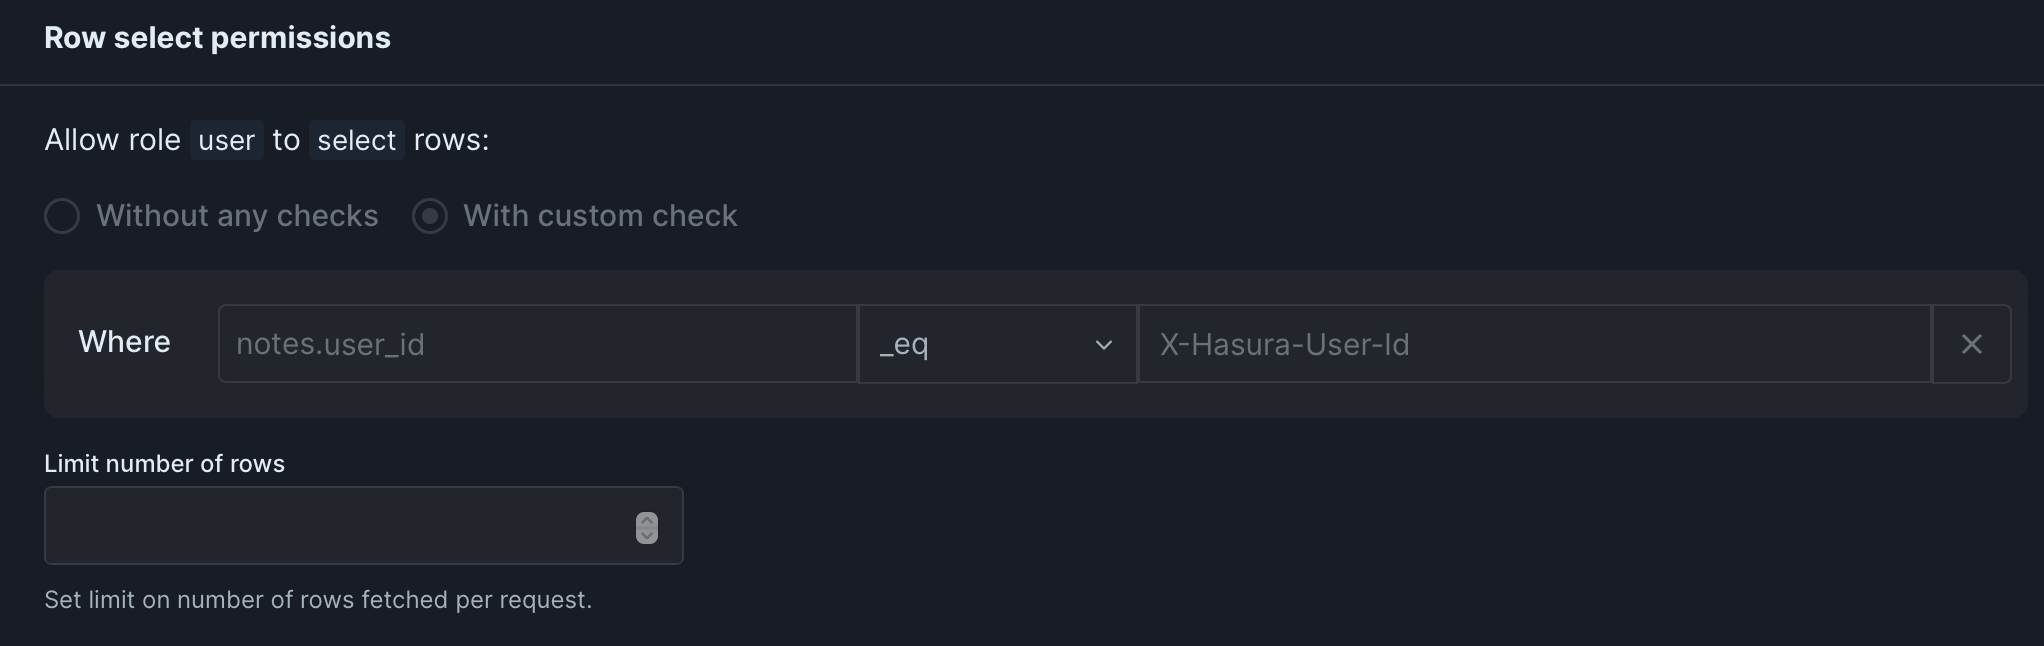 Row select permissions
Allow role user to select rows:
Without any checks With custom check
Where notes.user_id _eq X-Hasura-User-Id
Limit number of rows
Set limit on number of rows fetched per request.